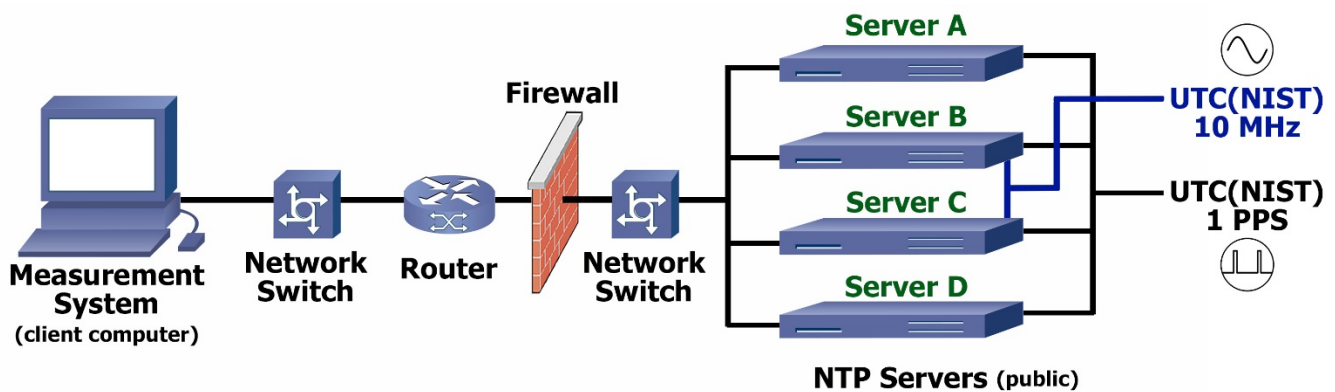 Measurement
System
(client computer)
Network
Switch
Router
Firewall
Network
Switch
Server A
Server B
Server C
Server D
NTP Servers (public)
UTC(NIST)
10 MHz
UTC(NIST)
1 PPS